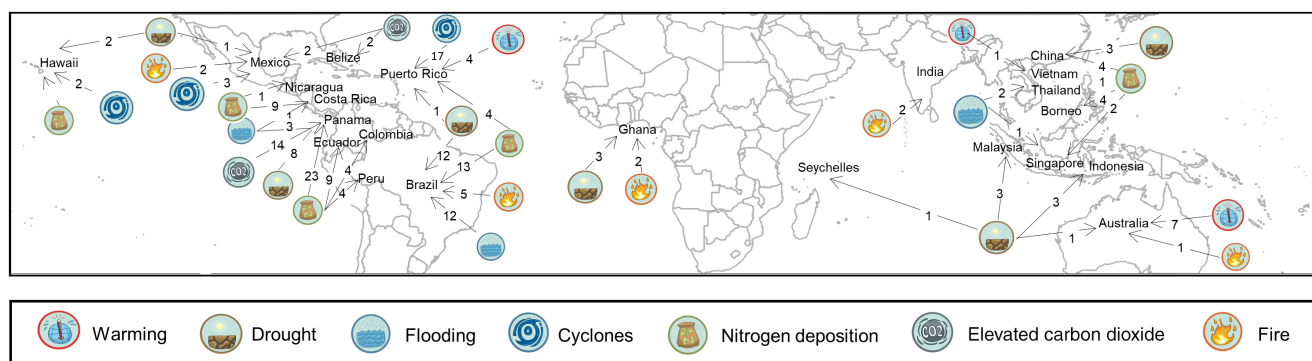 2 1 2 2 17 4
Hawaii Mexico Belize Puerto Rico
2 2 3
Nicaragua
1 Costa Rica
9 1 3 Panama
Ecuador Colombia
14 8 23 9 4 4
Peru
1 4 12 13
Brazil 5
12
Ghana
3 2
India
2
Seychelles
1 China 3
Vietnam 4
2 Thailand 1
Borneo 4
1 2
Malaysia
Singapore Indonesia
3 3
1 1 Australia 7
1
CO2
CO2
Warming Drought Flooding Cyclones Nitrogen deposition CO2 Elevated carbon dioxide Fire